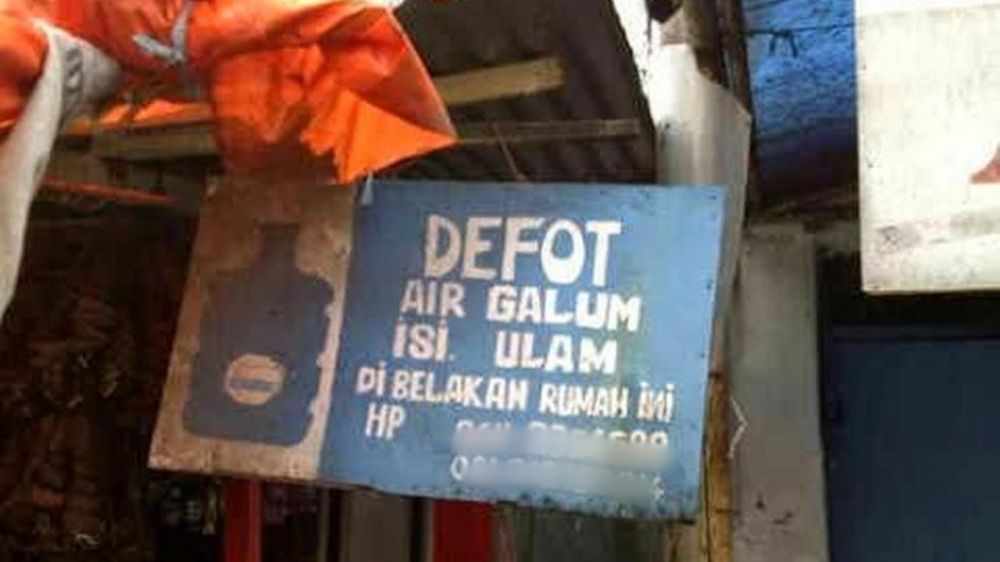 DEFOT
AIR GALUM
ISI. ULAM
Di BELAKAN RUMAH iNi
HP